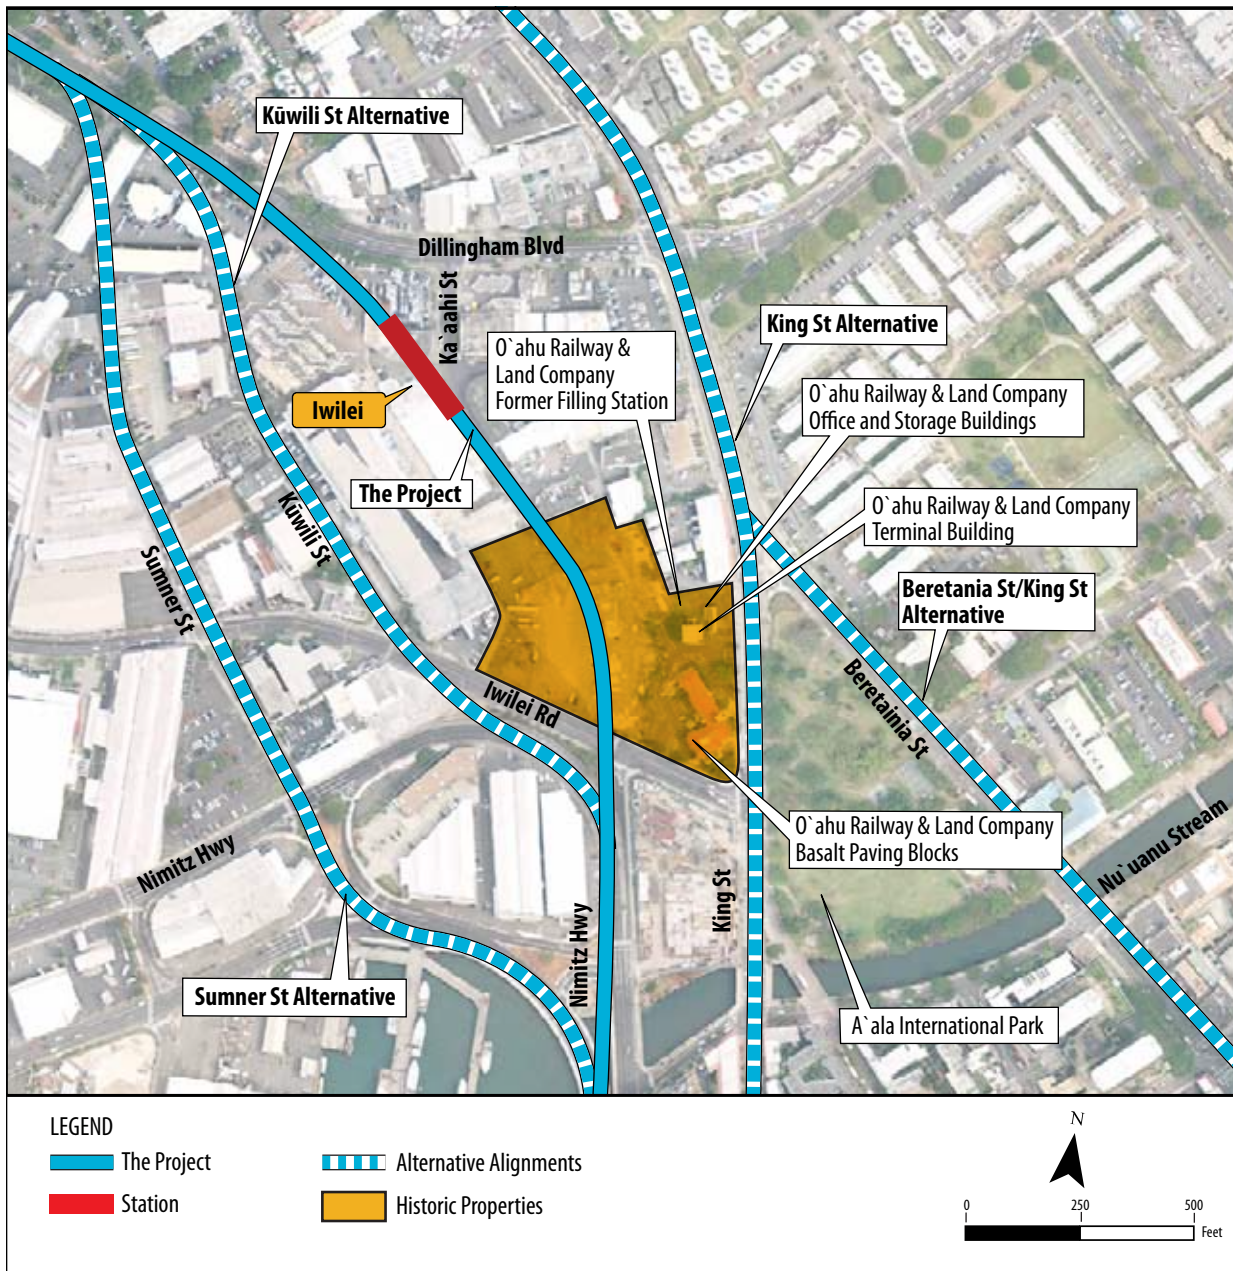 Kūwili St Alternative
Dillingham Blvd
Ka`aahi St
King St Alternative
O`ahu Railway &
Land Company
Former Filling Station
O`ahu Railway & Land Company
Office and Storage Buildings
Iwilei
The Project
O`ahu Railway & Land Company
Terminal Building
Kūwili St
Sumner St
Beretania St/King St
Alternative
Iwilei Rd
Beretainia St
O`ahu Railway & Land Company
Basalt Paving Blocks
Nimitz Hwy
Nu`uanu Stream
King St
Nimitz Hwy
Sumner St Alternative
A`ala International Park
LEGEND
The Project
Alternative Alignments
Station
Historic Properties
N
0 250 500
Feet